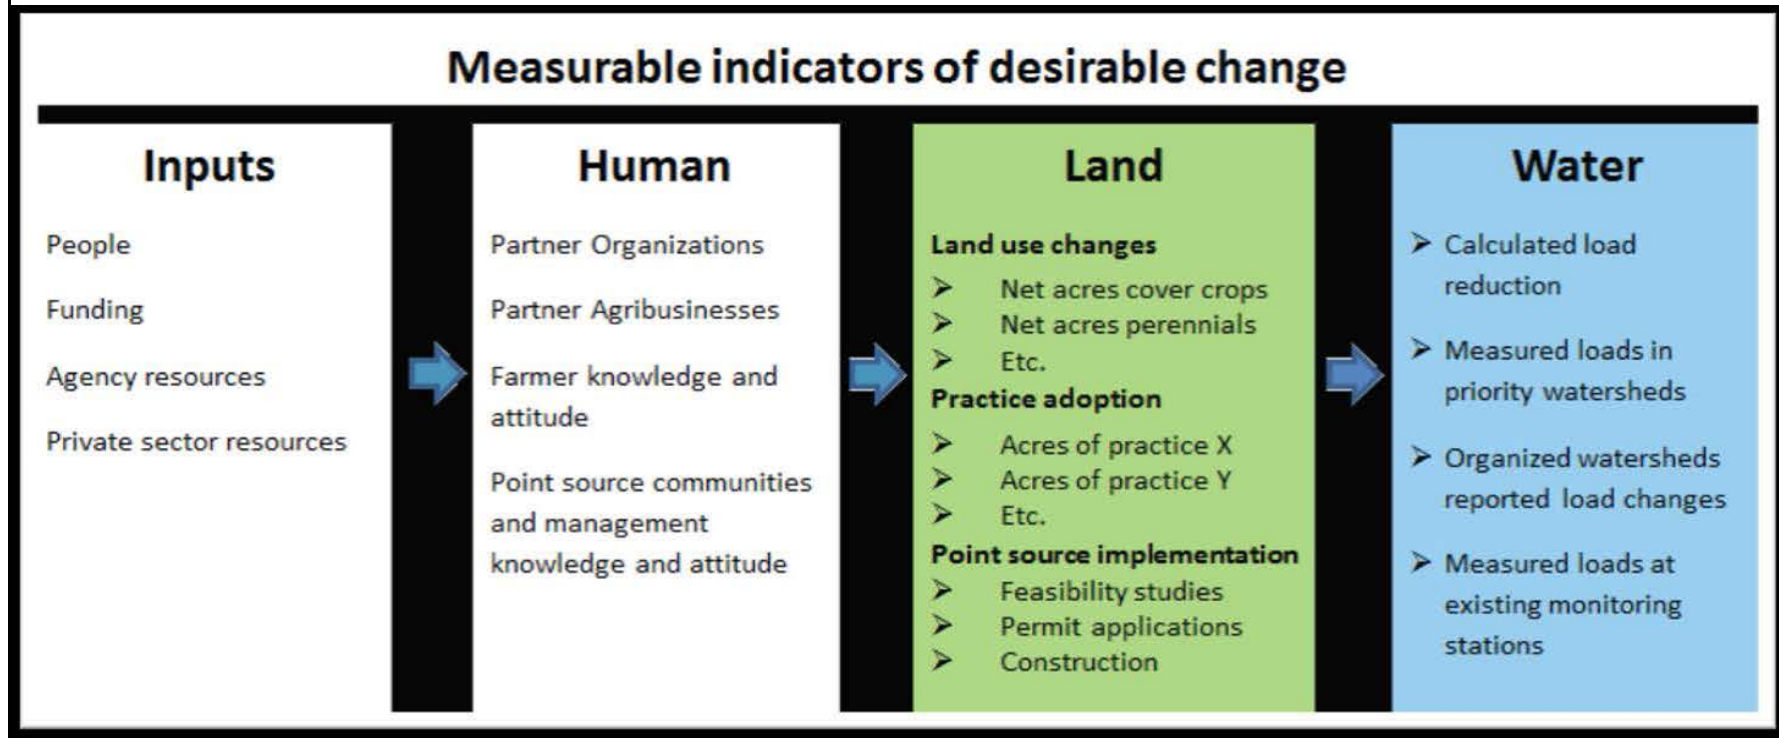 Measurable indicators of desirable change
Inputs
People
Funding
Agency resources
Private sector resources
Human
Partner Organizations
Partner Agribusinesses
Farmer knowledge and
attitude
Point source communities
and management
knowledge and attitude
Land
Land use changes
➢ Net acres cover crops
➢ Net acres perennials
➢ Etc.
Practice adoption
➢ Acres of practice X
➢ Acres of practice Y
➢ Etc.
Point source implementation
➢ Feasibility studies
➢ Permit applications
➢ Construction
Water
➢ Calculated load
reduction
➢ Measured loads in
priority watersheds
➢ Organized watersheds
reported load changes
➢ Measured loads at
existing monitoring
stations